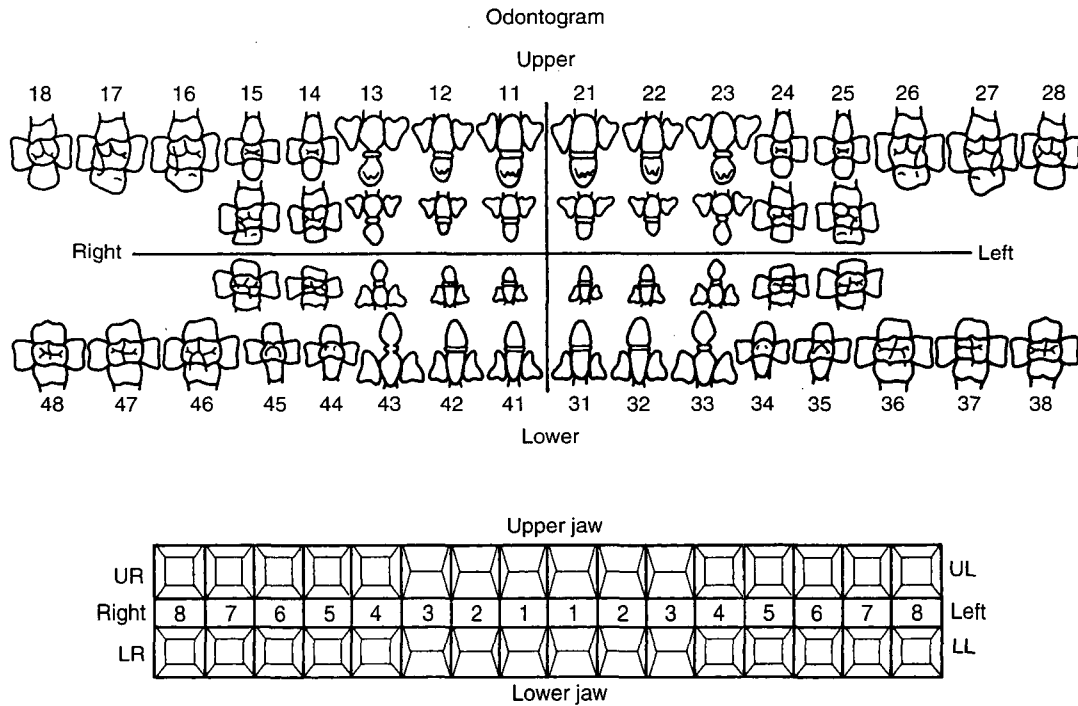 Odontogram
Upper
18 17 16 15 14 13 12 11 21 22 23 24 25 26 27 28
Right Left
48 47 46 45 44 43 42 41 31 32 33 34 35 36 37 38
Lower
Upper jaw
UR UL
Right 8 7 6 5 4 3 2 1 1 2 3 4 5 6 7 8 Left
LR LL
Lower jaw